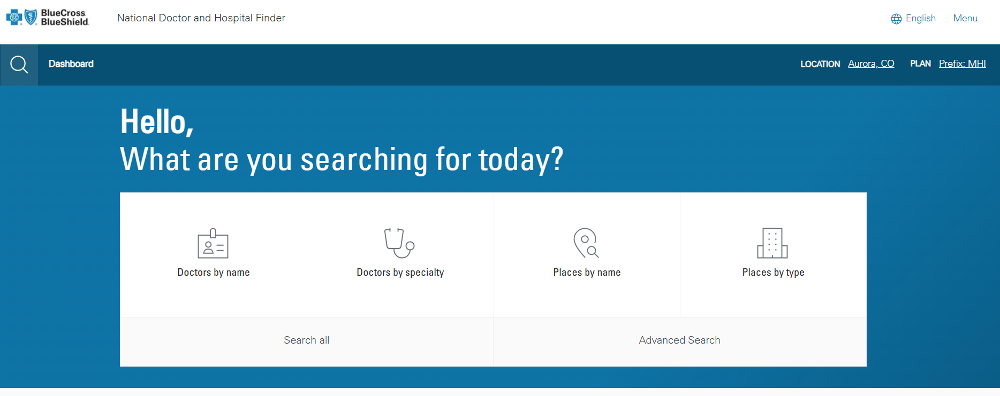 BlueCross
BlueShield
National Doctor and Hospital Finder
English
Menu
Dashboard
LOCATION Aurora, CO PLAN Prefix: MHI
Hello,
What are you searching for today?
Doctors by name
Doctors by specialty
Places by name
Places by type
Search all
Advanced Search